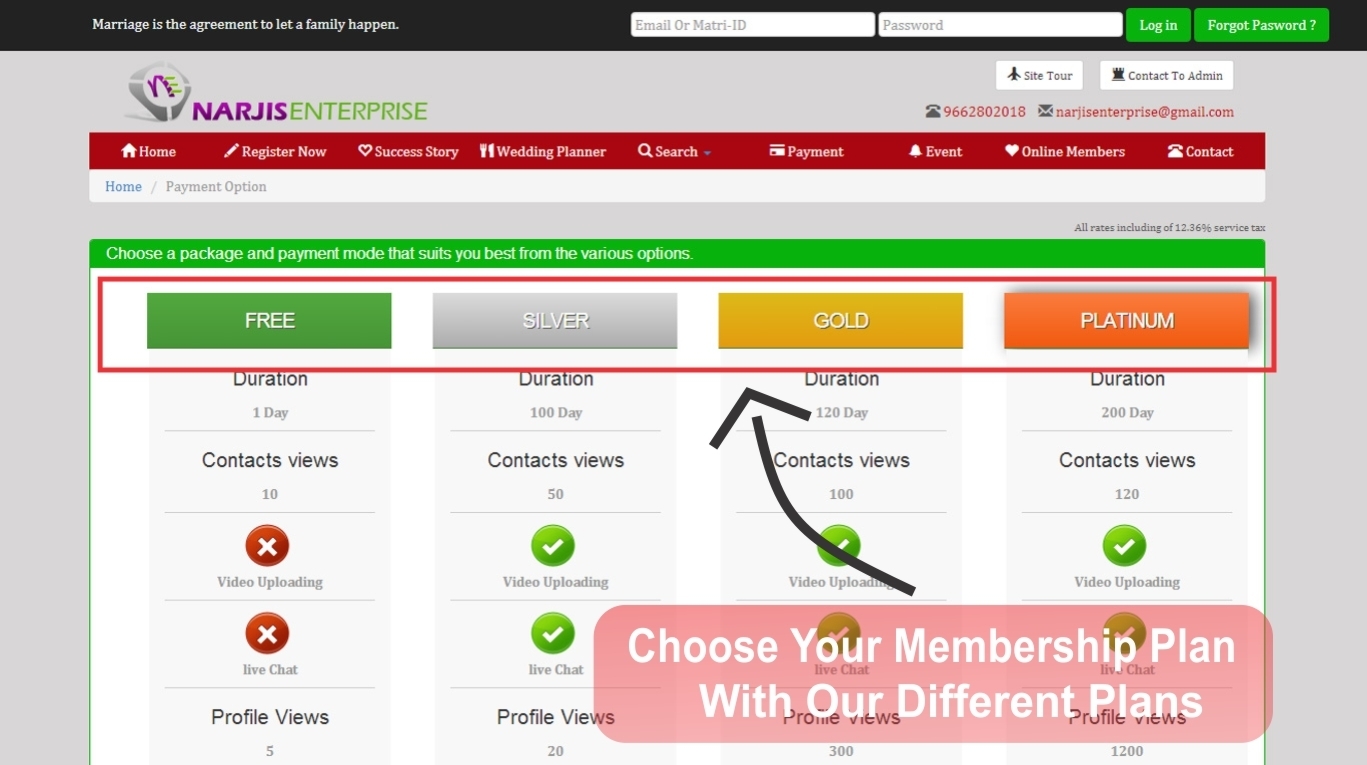 Marriage is the agreement to let a family happen.
Email Or Matri-ID
Password
Log in
Forgot Pasword ?
NARJISENTERPRISE
Site Tour
Contact To Admin
9662802018
narjisenterprise@gmail.com
Home
Register Now
Success Story
Wedding Planner
Search
Payment
Event
Online Members
Contact
Home / Payment Option
All rates including of 12.36% service tax
Choose a package and payment mode that suits you best from the various options.
FREE
SILVER
GOLD
PLATINUM
Duration
Duration
Duration
Duration
1 Day
100 Day
120 Day
200 Day
Contacts views
Contacts views
Contacts views
Contacts views
10
50
100
120
Video Uploading
Video Uploading
Video Uploading
Video Uploading
live Chat
live Chat
live Chat
live Chat
Choose Your Membership Plan
With Our Different Plans
Profile Views
Profile Views
Profile Views
Profile Views
5
20
300
1200